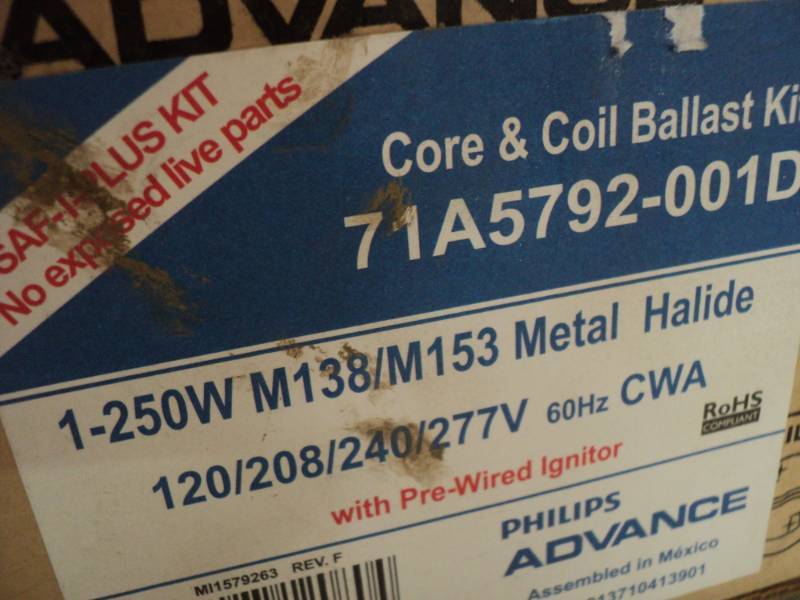 ADVANCE
SAF-T-PLUS KIT
No exposed live parts
Core & Coil Ballast Ki
71A5792-001D
1-250W M138/M153 Metal Halide
120/208/240/277V 60Hz CWA
RoHS
COMPLIANT
with Pre-Wired Ignitor
PHILIPS
ADVANCE
Assembled in México
MI1579263 REV. F
13710413901